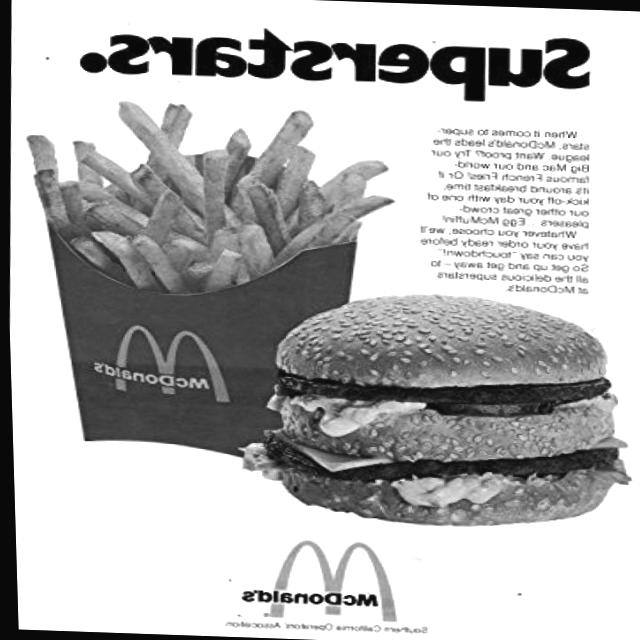 Superstars.
When it comes to super-
stars, McDonald's leads the
league. Want proof? Try our
Big Mac and our world-
famous French Fries! Or if
its around breakfast time,
kick-off your day with one of
our other great crowd-
pleasers . Egg McMuffin!
Whatever you choose, we'll
have your order ready before
you can say "touchdown!"
So get up and get away – to
all the delicious superstars
at McDonald's.
McDonald's
McDonald's
Southern California Operators' Association